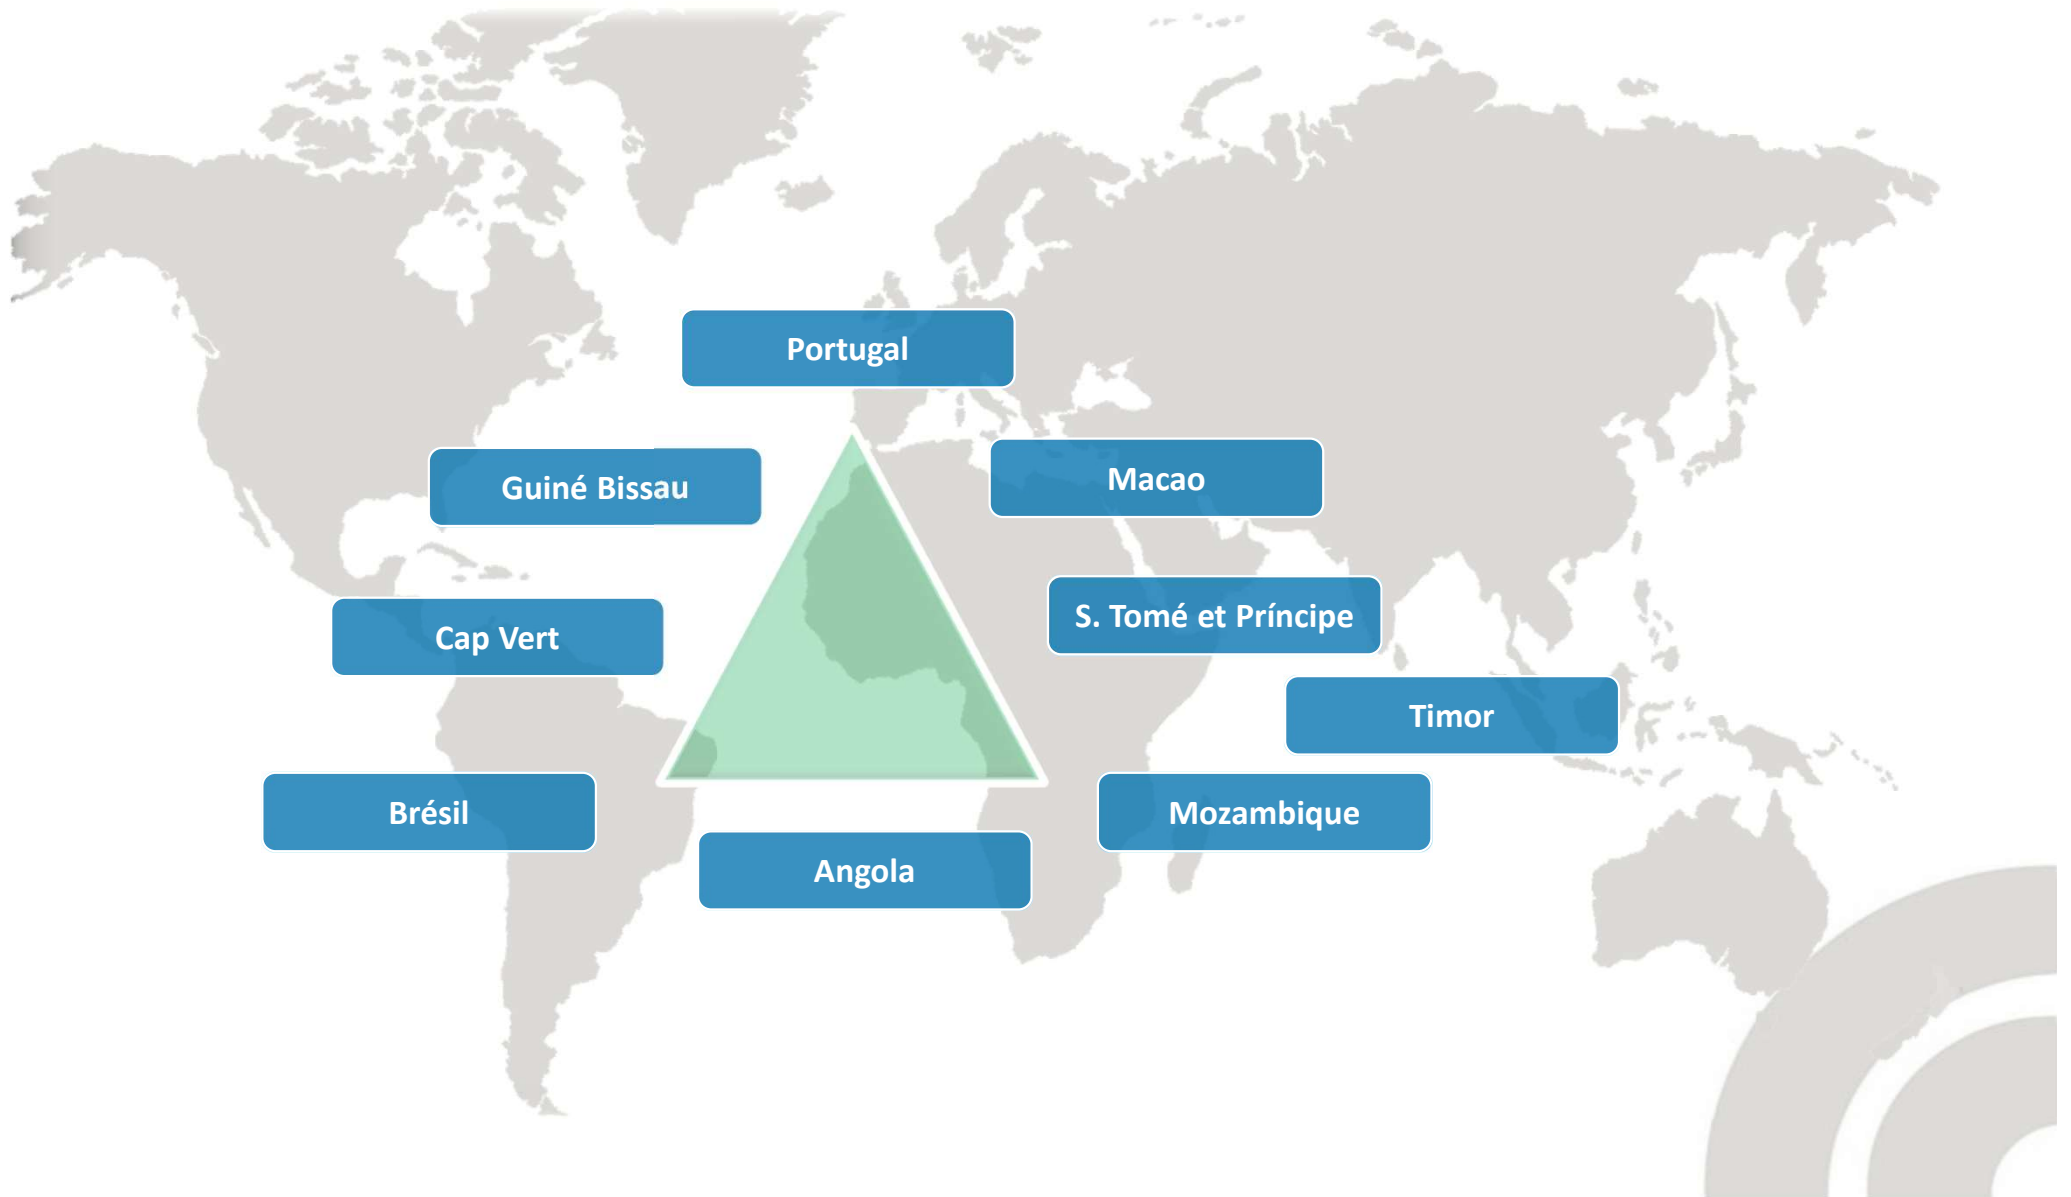 Portugal
Guiné Bissau
Macao
Cap Vert
S. Tomé et Príncipe
Timor
Brésil
Mozambique
Angola